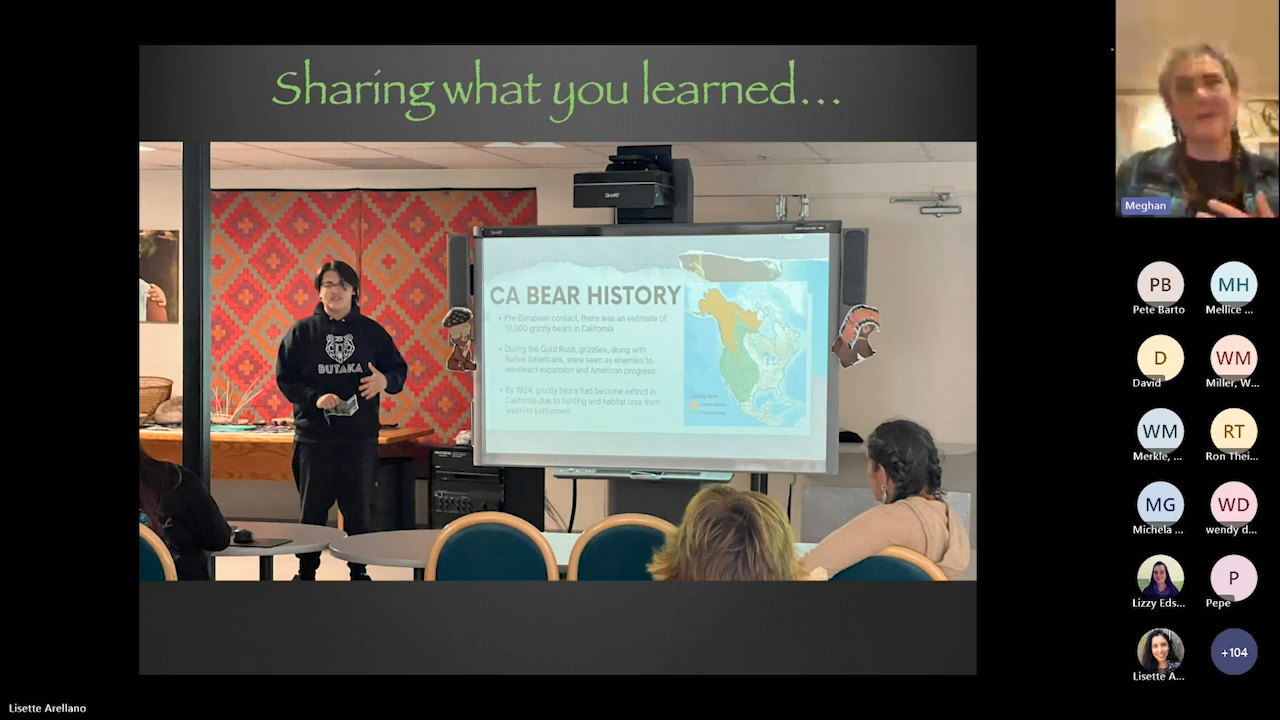 Sharing what you learned...
Meghan
SMART
CA BEAR HISTORY
• Pre-European contact, there was an estimate of
10,000 grizzly bears in California
• During the Gold Rush, grizzlies, along with
Native Americans, were seen as enemies to
westward expansion and American progress
• By 1924, grizzly bears had become extinct in
California due to hunting and habitat loss from
western settlement
BUTAKA
PB
Pete Barto
MH
Mellice ...
D
David
WM
Miller, W...
WM
Merkle, ...
RT
Ron Thei...
MG
Michela ...
WD
wendy d...
Lizzy Eds...
P
Pepe
Lisette A...
+104
Lisette Arellano